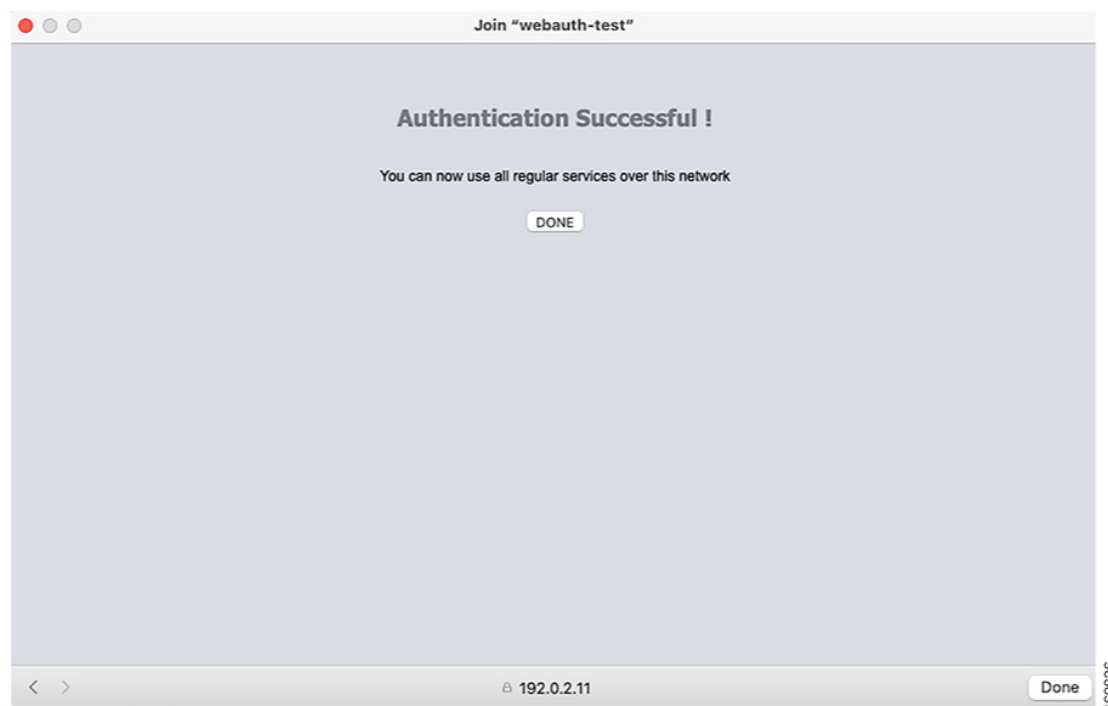 Join “webauth-test”
Authentication Successful !
You can now use all regular services over this network
DONE
192.0.2.11
Done